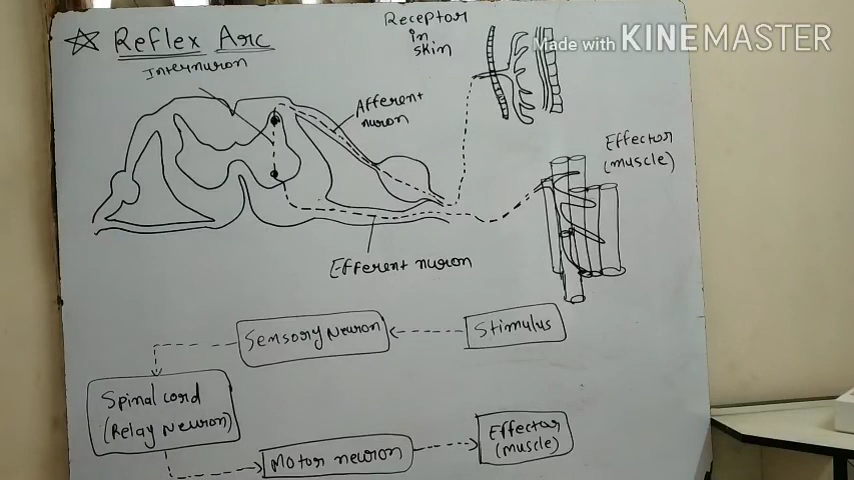 Reflex Arc
Internuron
Receptor
in
skin
Made with KINEMASTER
Afferent
nuron
Effector
(muscle)
Efferent nuron
Sensory Neuron
Stimulus
Spinal cord
(Relay Neuron)
Motor neuron
Effector
(muscle)